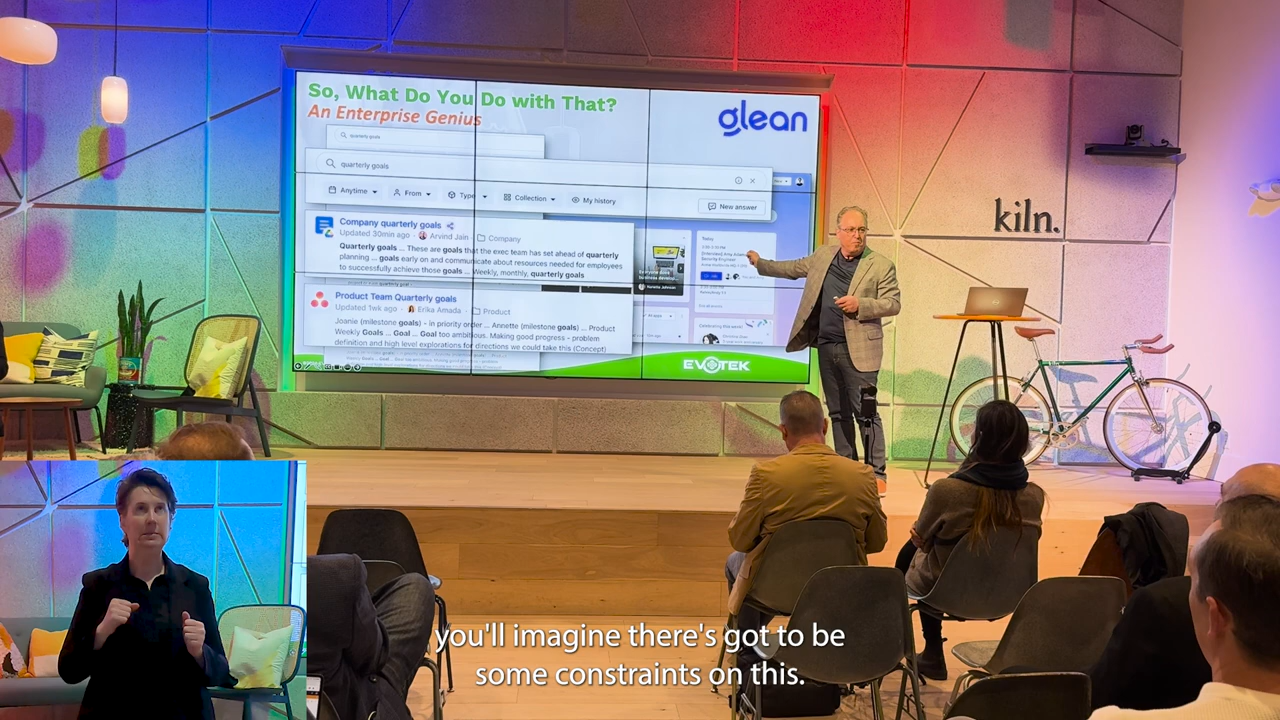 So, What Do You Do with That?
An Enterprise Genius
glean
quarterly goals
quarterly goals
Anytime
From
Type
Collection
My history
New answer
Company quarterly goals
Updated 30min ago · Arvind Jain · Company
Quarterly goals ... These are goals that the exec team has set ahead of quarterly
planning ... goals early on and communicate about resources needed for employees
to successfully achieve those goals ... Weekly, monthly, quarterly goals
Product Team Quarterly goals
Updated 1wk ago · Erika Amada · Product
Joanie (milestone goals) - in priority order ... Annette (milestone goals) ... Product
Weekly Goals ... Goal ... Goal too ambitious. Making good progress - problem
definition and high level explorations for directions we could take this (Concept)
Today
EVOTEK
kiln.
you'll imagine there's got to be
some constraints on this.